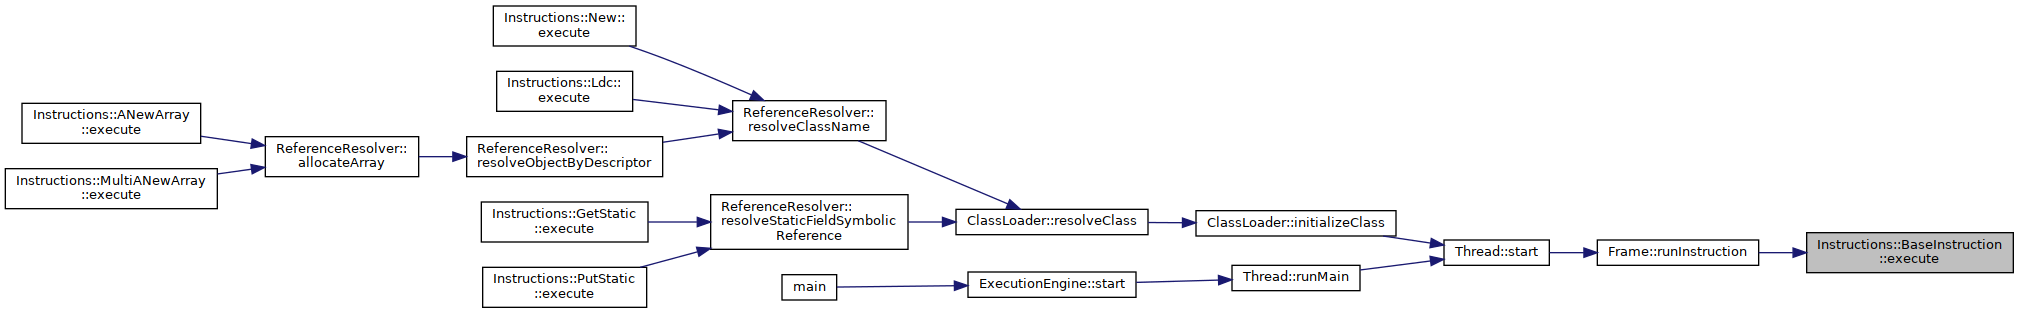 Instructions::New::
execute
Instructions::Ldc::
execute
Instructions::ANewArray
::execute
Instructions::MultiANewArray
::execute
ReferenceResolver::
allocateArray
ReferenceResolver::
resolveObjectByDescriptor
ReferenceResolver::
resolveClassName
Instructions::GetStatic
::execute
Instructions::PutStatic
::execute
ReferenceResolver::
resolveStaticFieldSymbolic
Reference
ClassLoader::resolveClass
ClassLoader::initializeClass
main
ExecutionEngine::start
Thread::runMain
Thread::start
Frame::runInstruction
Instructions::BaseInstruction
::execute